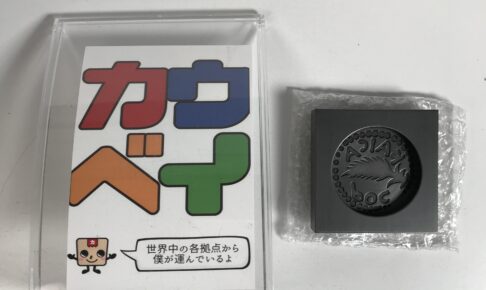 カウ
ベイ
世界中の各拠点から
僕が運んでいるよ